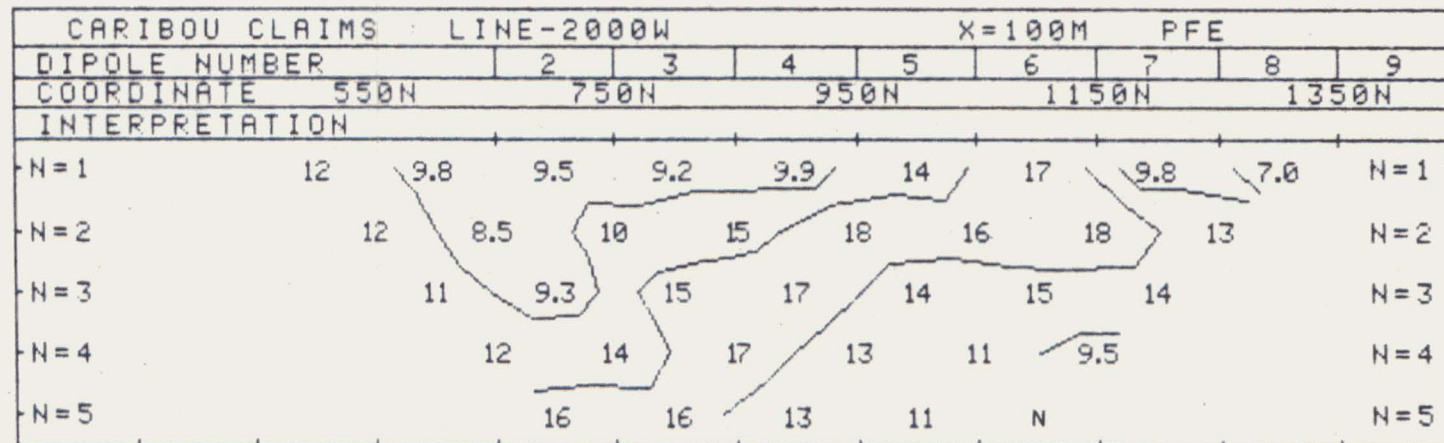 CARIBOU CLAIMS LINE-2000W X=100M PFE
DIPOLE NUMBER 2 3 4 5 6 7 8 9
COORDINATE 550N 750N 950N 1150N 1350N
INTERPRETATION
N=1 12 9.8 9.5 9.2 9.9 14 17 9.8 7.0 N=1
N=2 12 8.5 10 15 18 16 18 13 N=2
N=3 11 9.3 15 17 14 15 14 N=3
N=4 12 14 17 13 11 9.5 N=4
N=5 16 16 13 11 N N=5